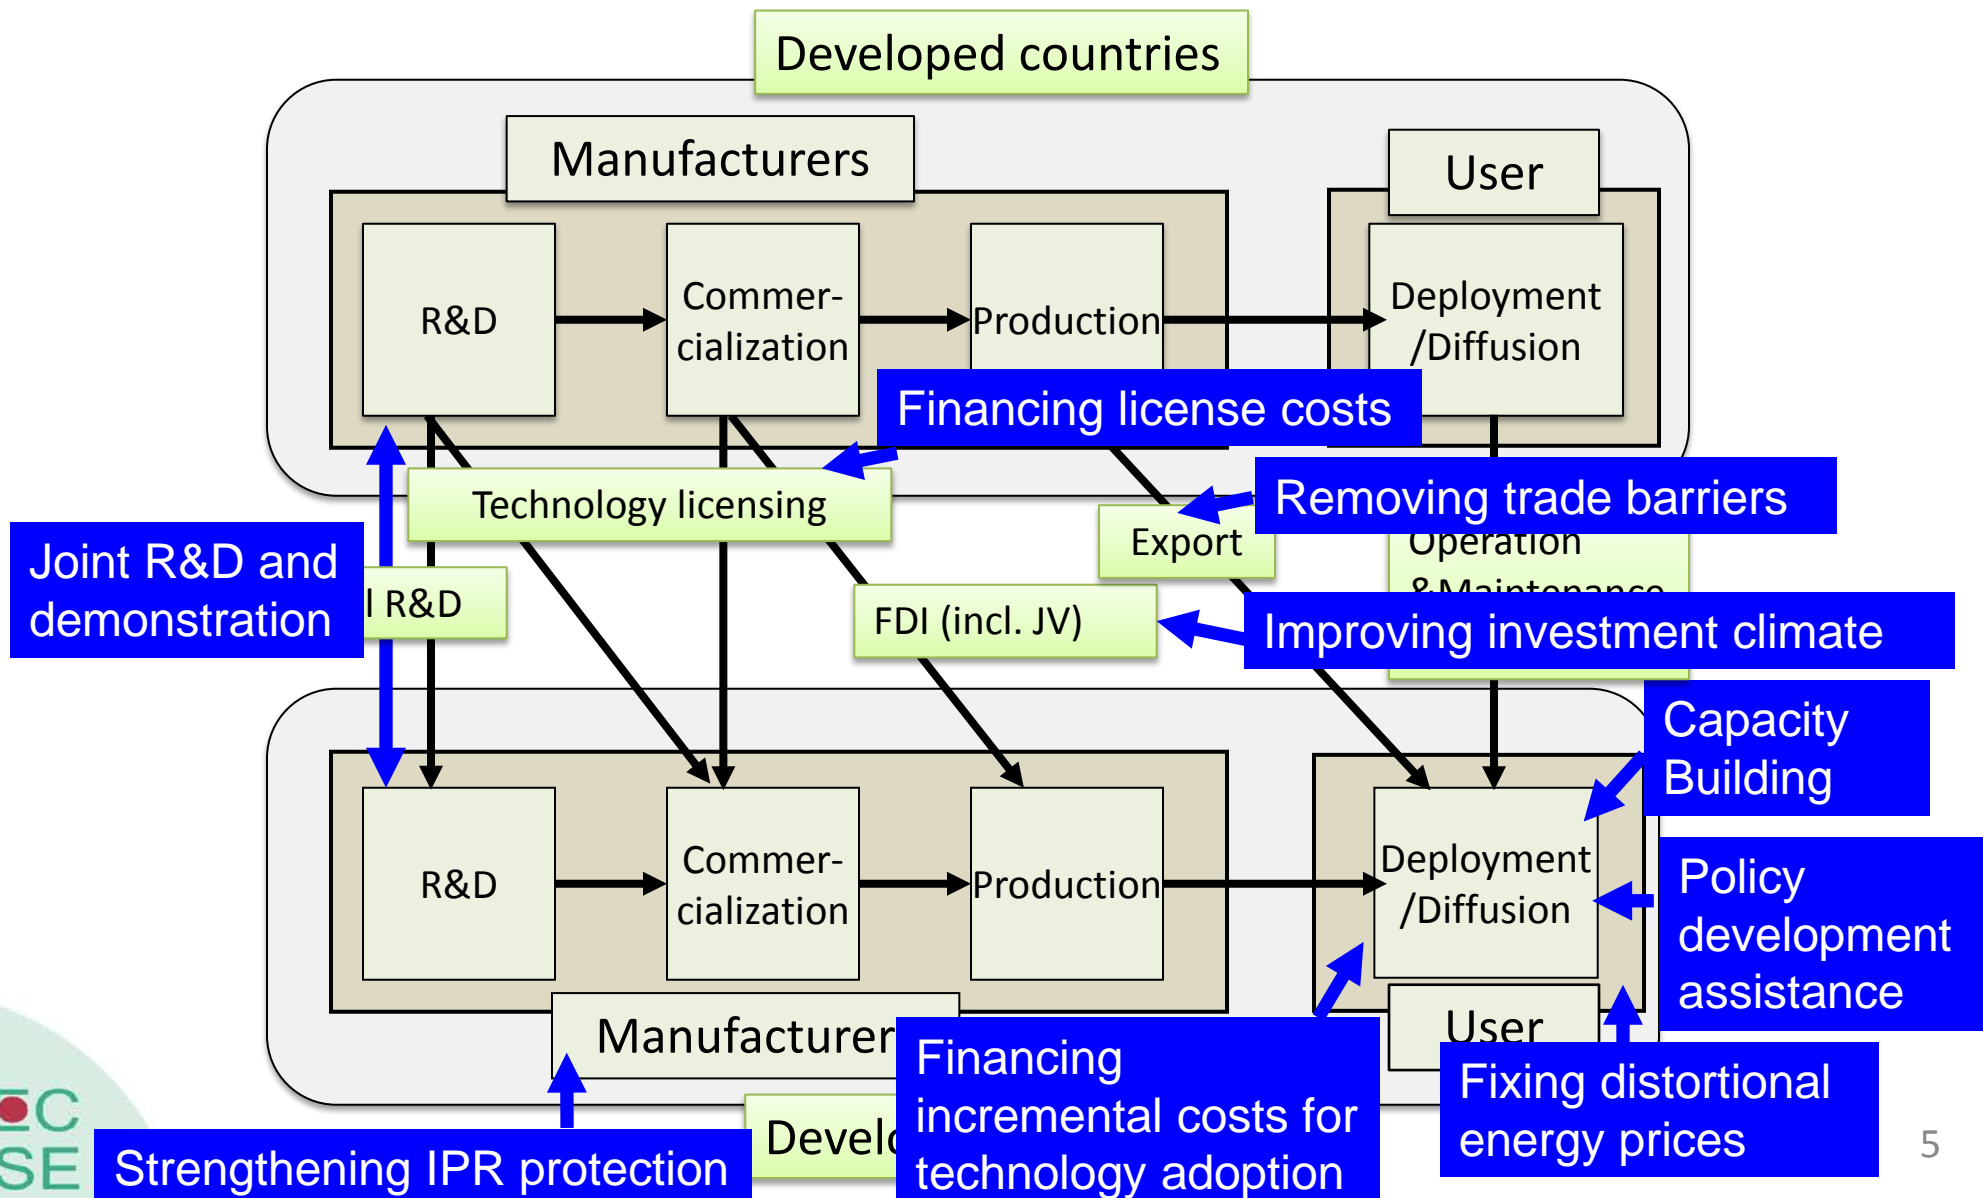 Developed countries
Manufacturers
User
R&D
Commer-
cialization
Production
Deployment
/Diffusion
Financing license costs
Technology licensing
Removing trade barriers
Export
Operation
&Maintenance
Joint R&D and
demonstration
R&D
FDI (incl. JV)
Improving investment climate
Capacity
Building
R&D
Commer-
cialization
Production
Deployment
/Diffusion
Policy
development
assistance
Manufacturer
User
Financing
incremental costs for
technology adoption
Fixing distortional
energy prices
Strengthening IPR protection
5